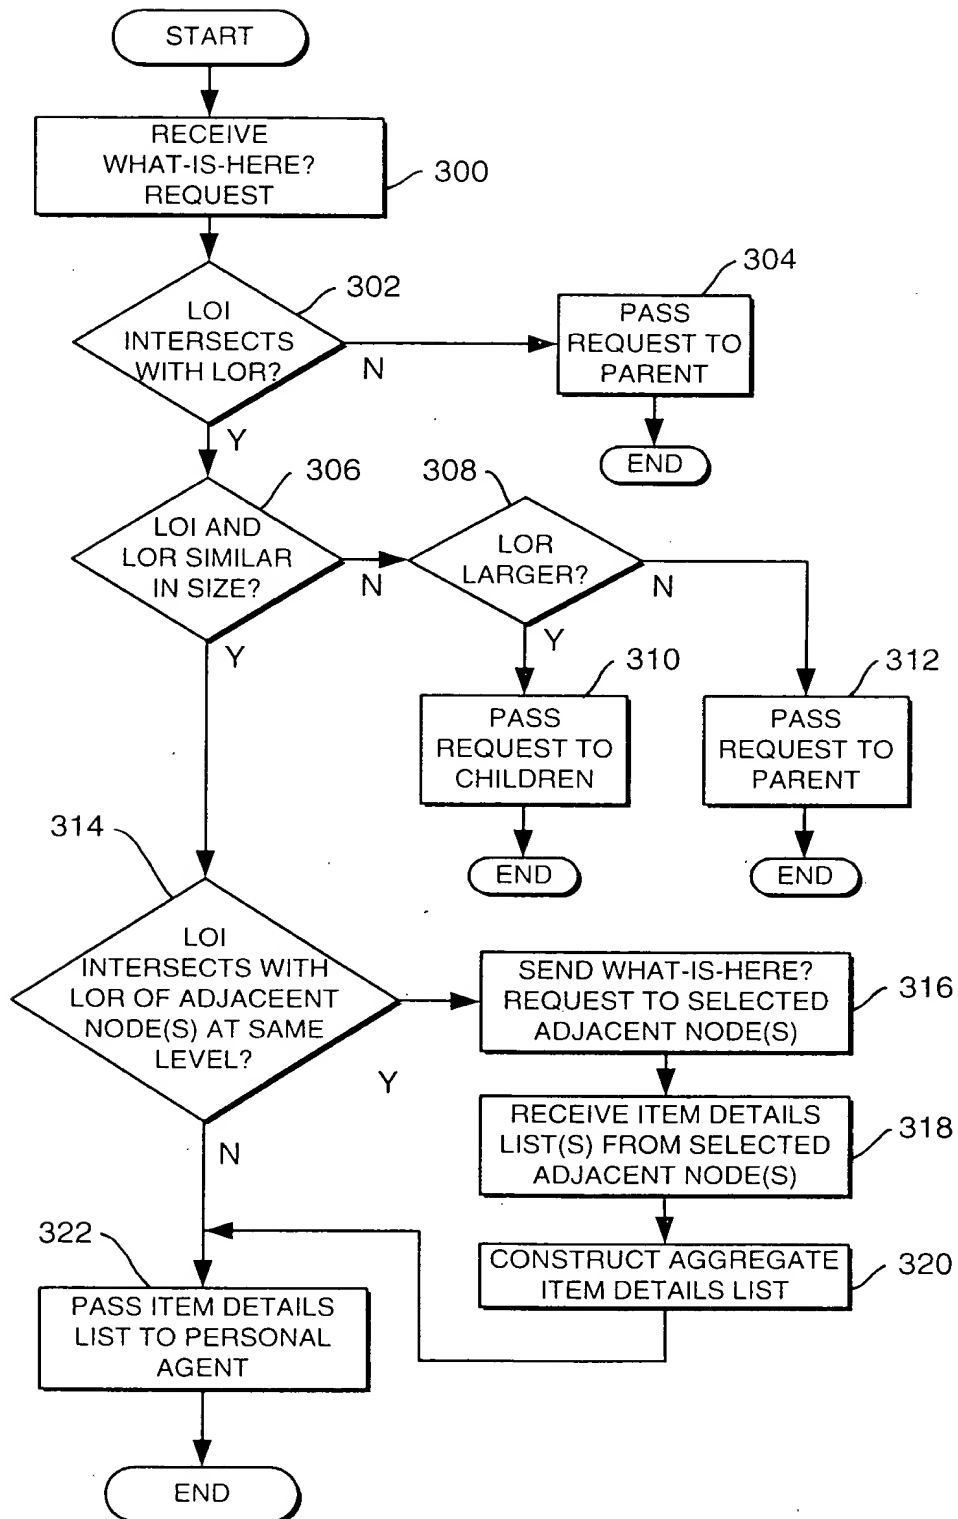 START
RECEIVE
WHAT-IS-HERE?
REQUEST
300
302
LOI
INTERSECTS
WITH LOR?
N
Y
304
PASS
REQUEST TO
PARENT
END
306
LOI AND
LOR SIMILAR
IN SIZE?
N
Y
308
LOR
LARGER?
N
Y
310
PASS
REQUEST TO
CHILDREN
END
312
PASS
REQUEST TO
PARENT
END
314
LOI
INTERSECTS WITH
LOR OF ADJACEENT
NODE(S) AT SAME
LEVEL?
Y
N
SEND WHAT-IS-HERE?
REQUEST TO SELECTED
ADJACENT NODE(S)
316
RECEIVE ITEM DETAILS
LIST(S) FROM SELECTED
ADJACENT NODE(S)
318
CONSTRUCT AGGREGATE
ITEM DETAILS LIST
320
322
PASS ITEM DETAILS
LIST TO PERSONAL
AGENT
END